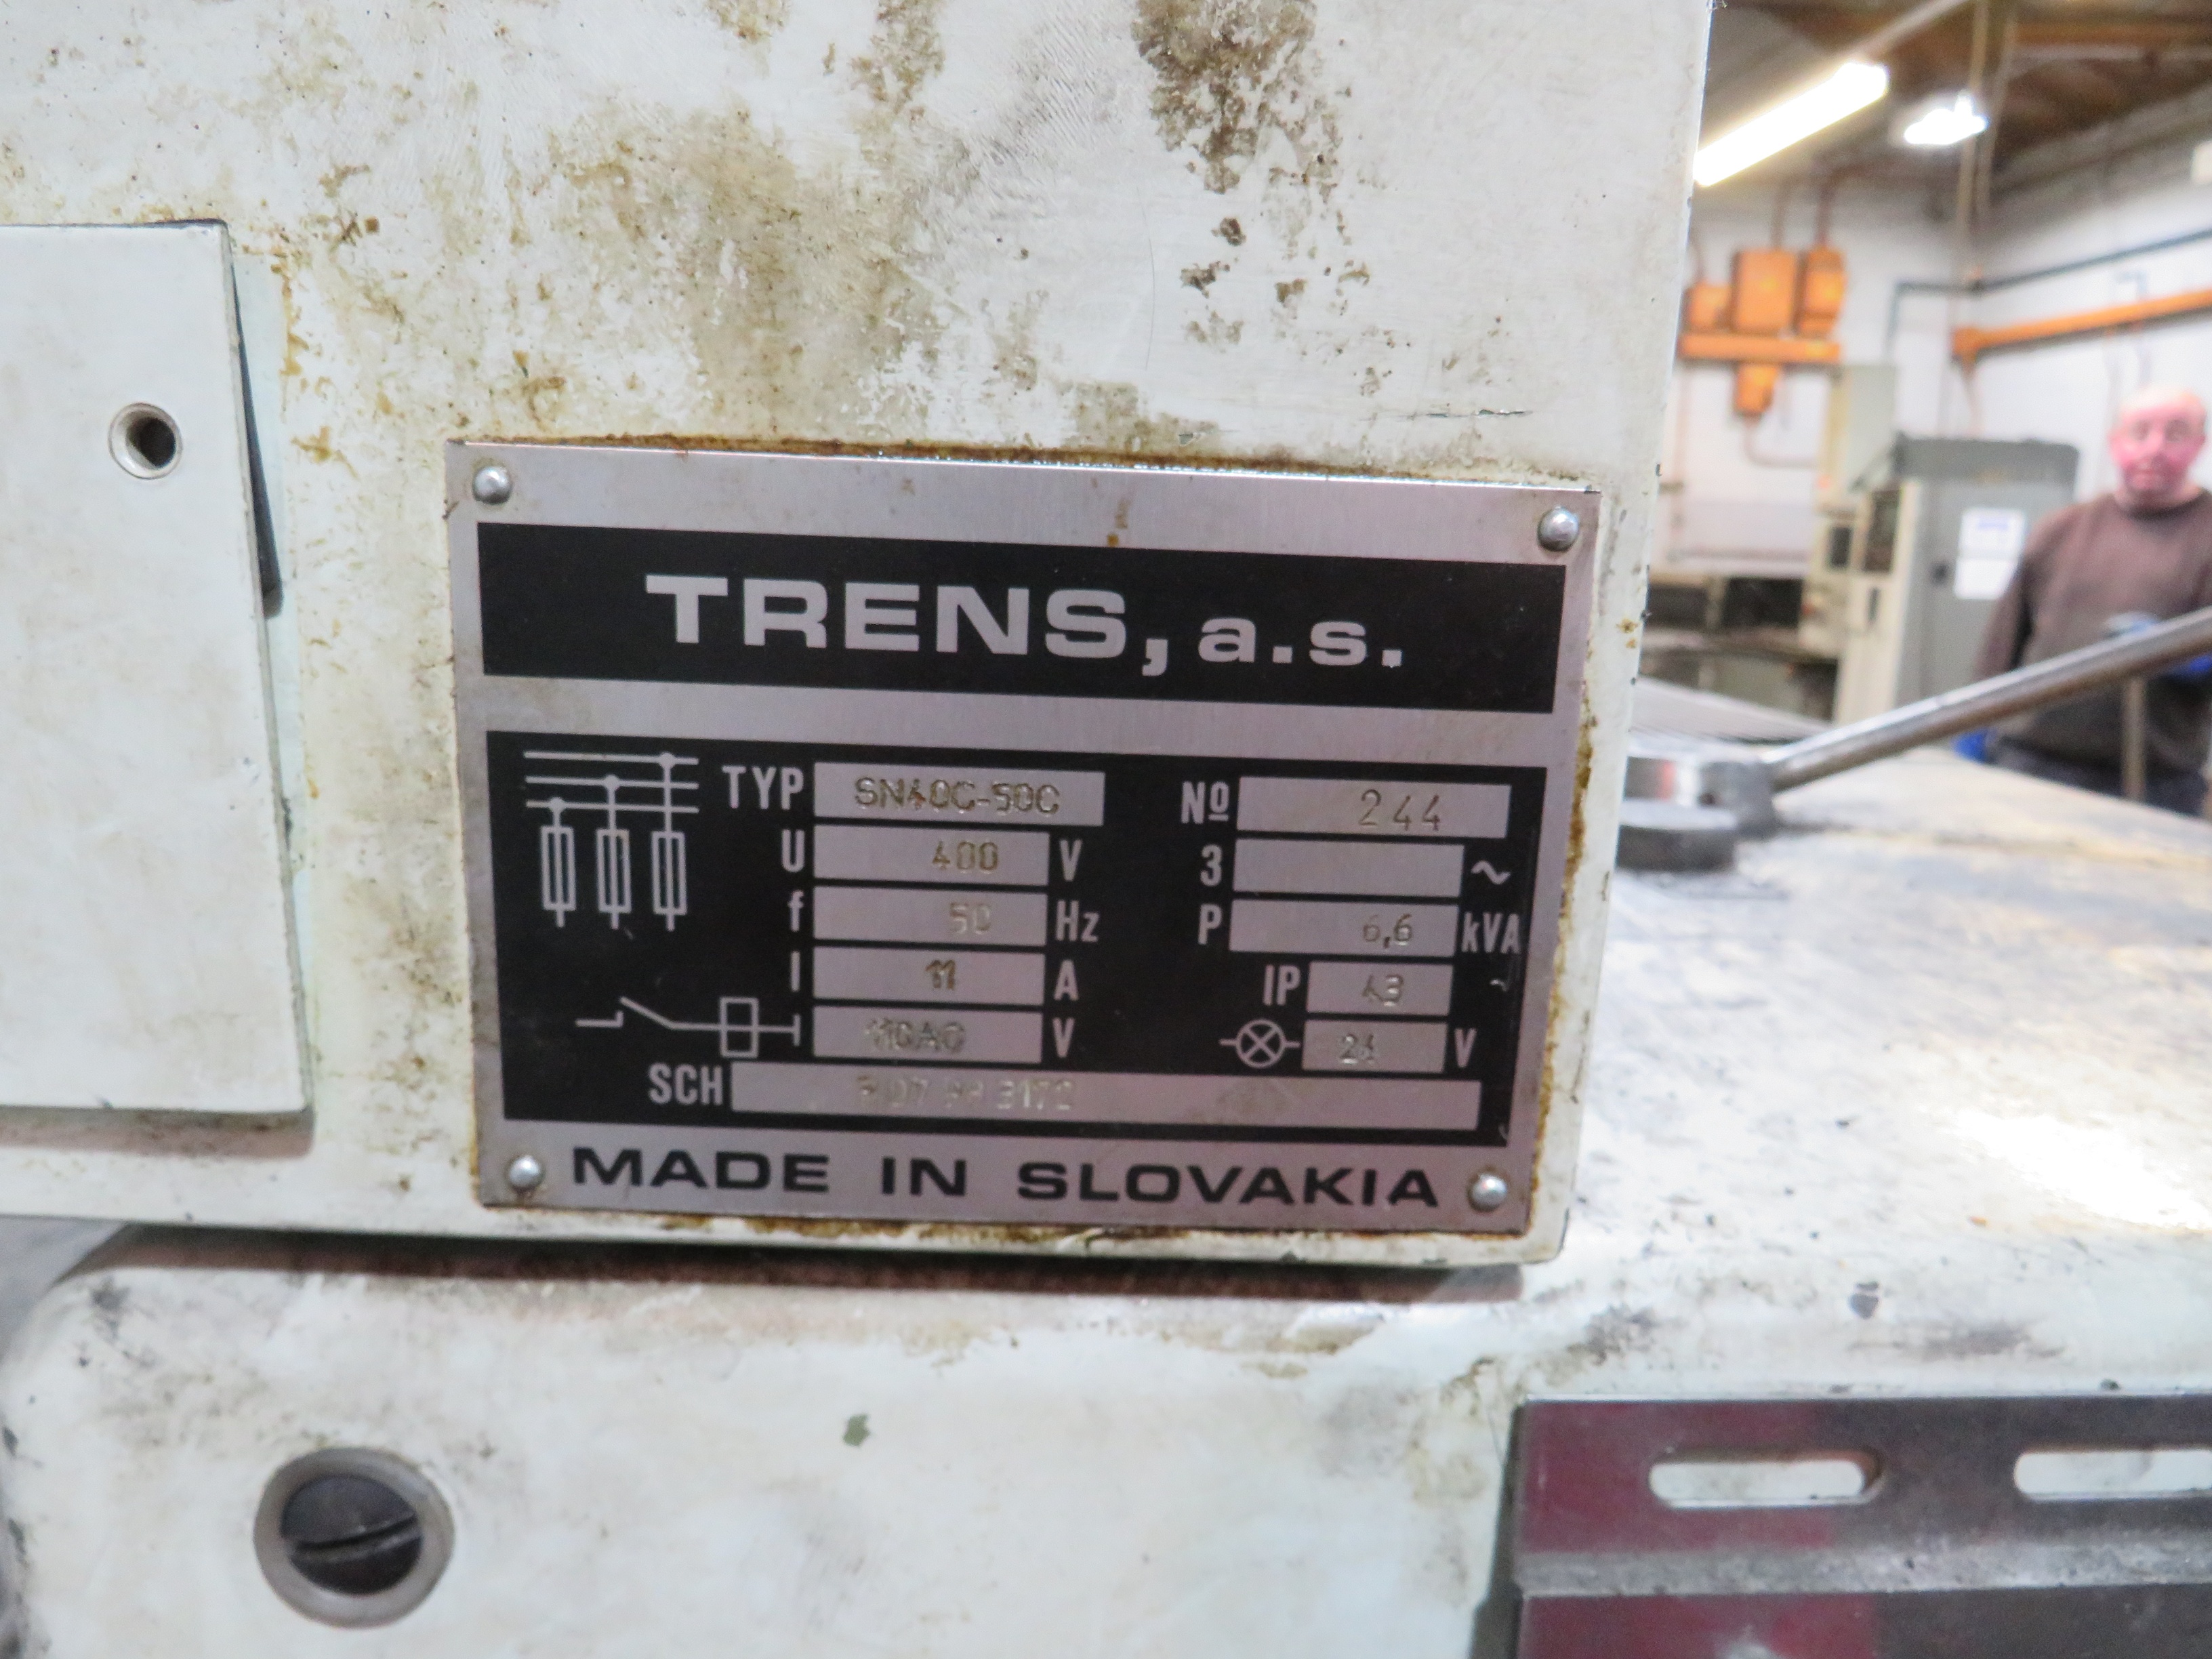 TRENS, a.s.
TYP SN40C-50C Nº 244
U 400 V 3 ~
f 50 Hz P 6,6 kVA
I 11 A IP 43
110AC V 24 V
SCH
MADE IN SLOVAKIA